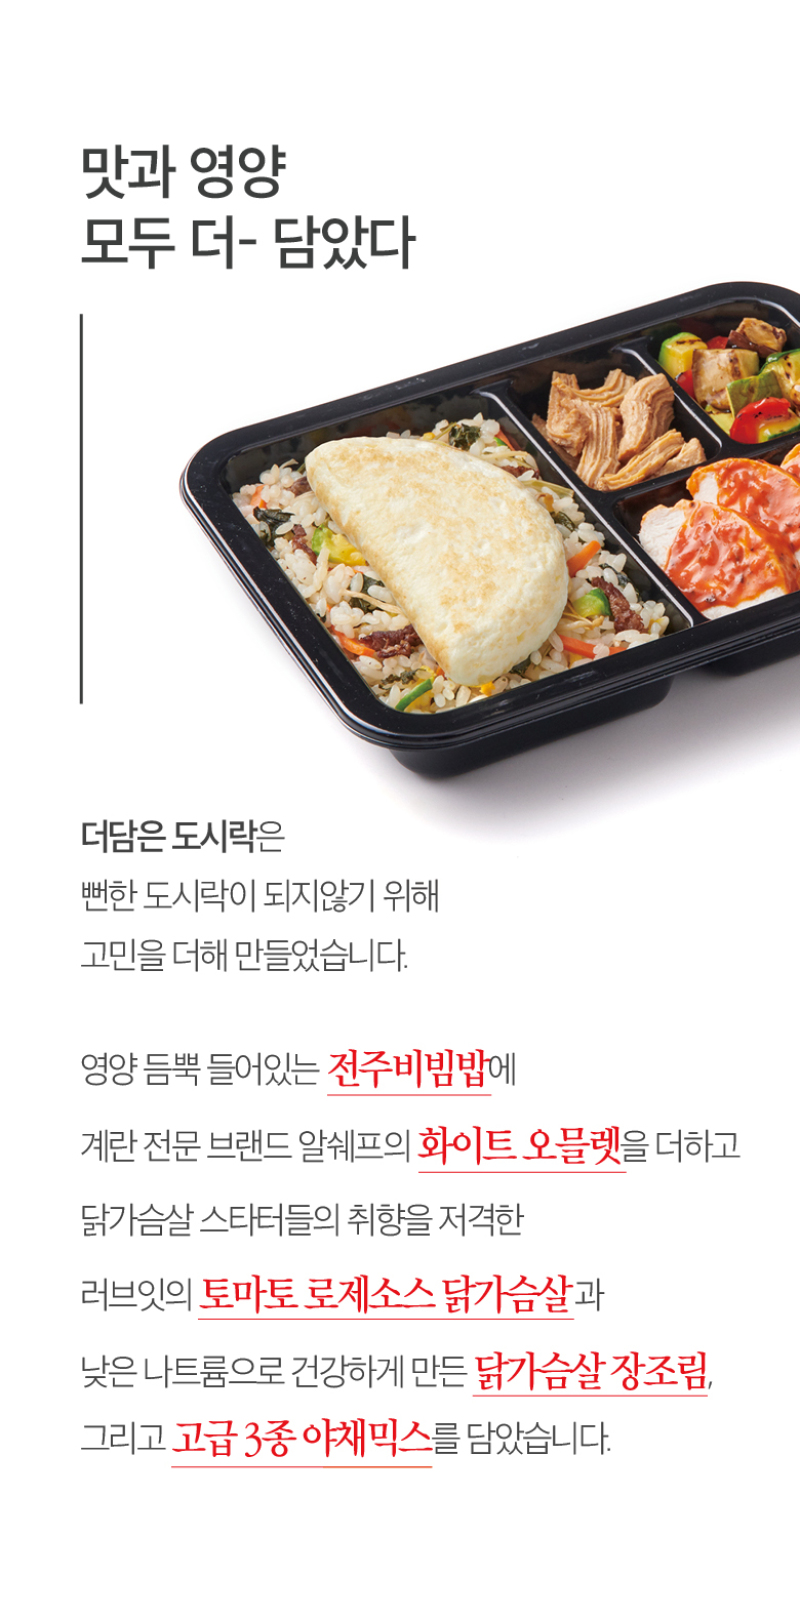 맛과 영양
모두 더- 담았다
더담은 도시락은
뻔한 도시락이 되지않기 위해
고민을 더해 만들었습니다.
영양 듬뿍 들어있는 전주비빔밥에
계란 전문 브랜드 알쉐프의 화이트 오믈렛을 더하고
닭가슴살 스타터들의 취향을 저격한
러브잇의 토마토 로제소스 닭가슴살과
낮은 나트륨으로 건강하게 만든 닭가슴살 장조림,
그리고 고급 3종 야채믹스를 담았습니다.